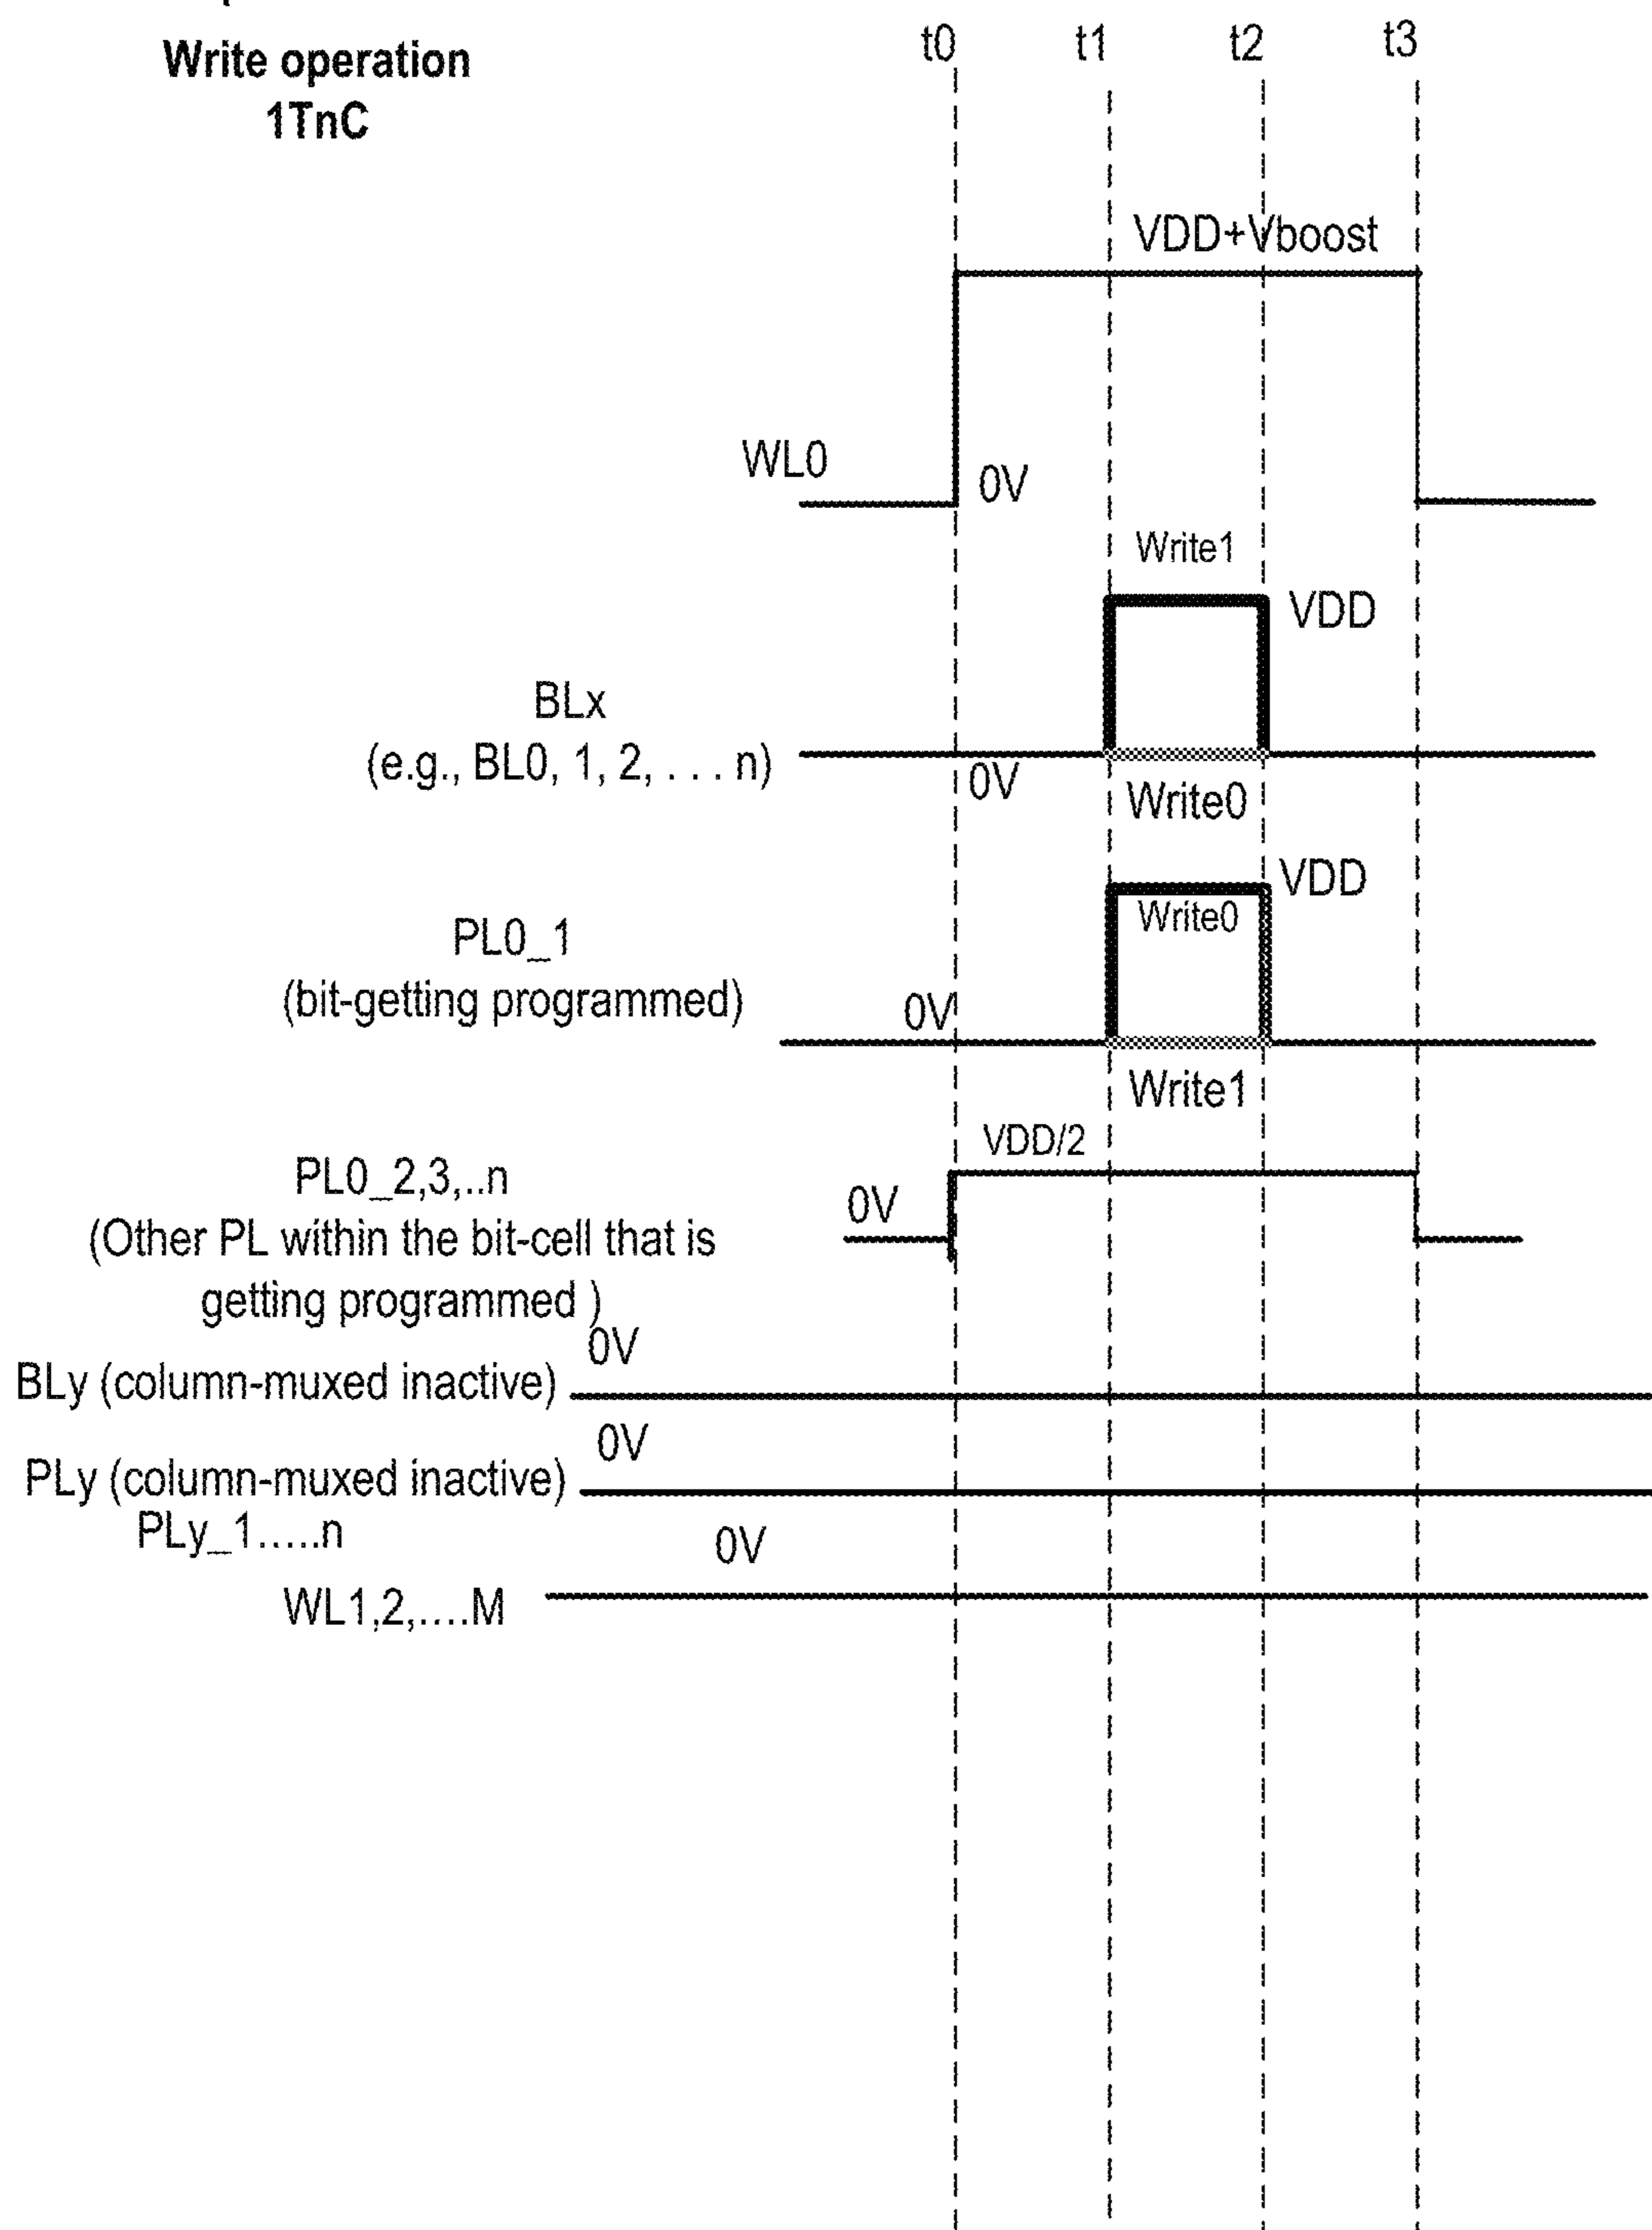 Write operation
1TnC
t0 t1 t2 t3
VDD+Vboost
WL0
0V
Write1
VDD
BLx
(e.g., BL0, 1, 2, . . . n)
0V
Write0
VDD
Write0
PL0_1
(bit-getting programmed)
0V
Write1
VDD/2
PL0_2,3,..n
0V
(Other PL within the bit-cell that is
getting programmed )
0V
BLy (column-muxed inactive)
0V
PLy (column-muxed inactive)
PLy_1.....n
0V
WL1,2,....M